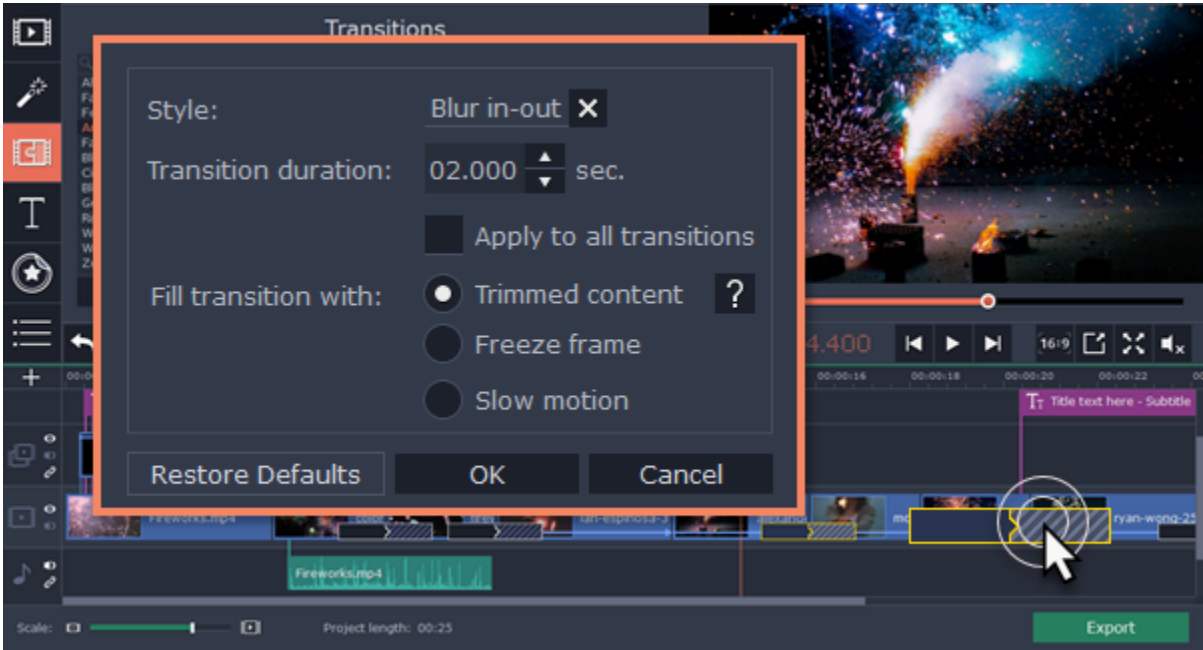 Transitions
Style:
Blur in-out
Transition duration:
02.000
sec.
Apply to all transitions
Fill transition with:
Trimmed content
?
Freeze frame
Slow motion
Restore Defaults
OK
Cancel
T
4.400
16:9
00:00:16
00:00:18
00:00:20
00:00:22
Title text here - Subtitle
Fireworks.mp4
ryan-wong-25
Fireworks.mp4
Scale:
Project length: 00:25
Export